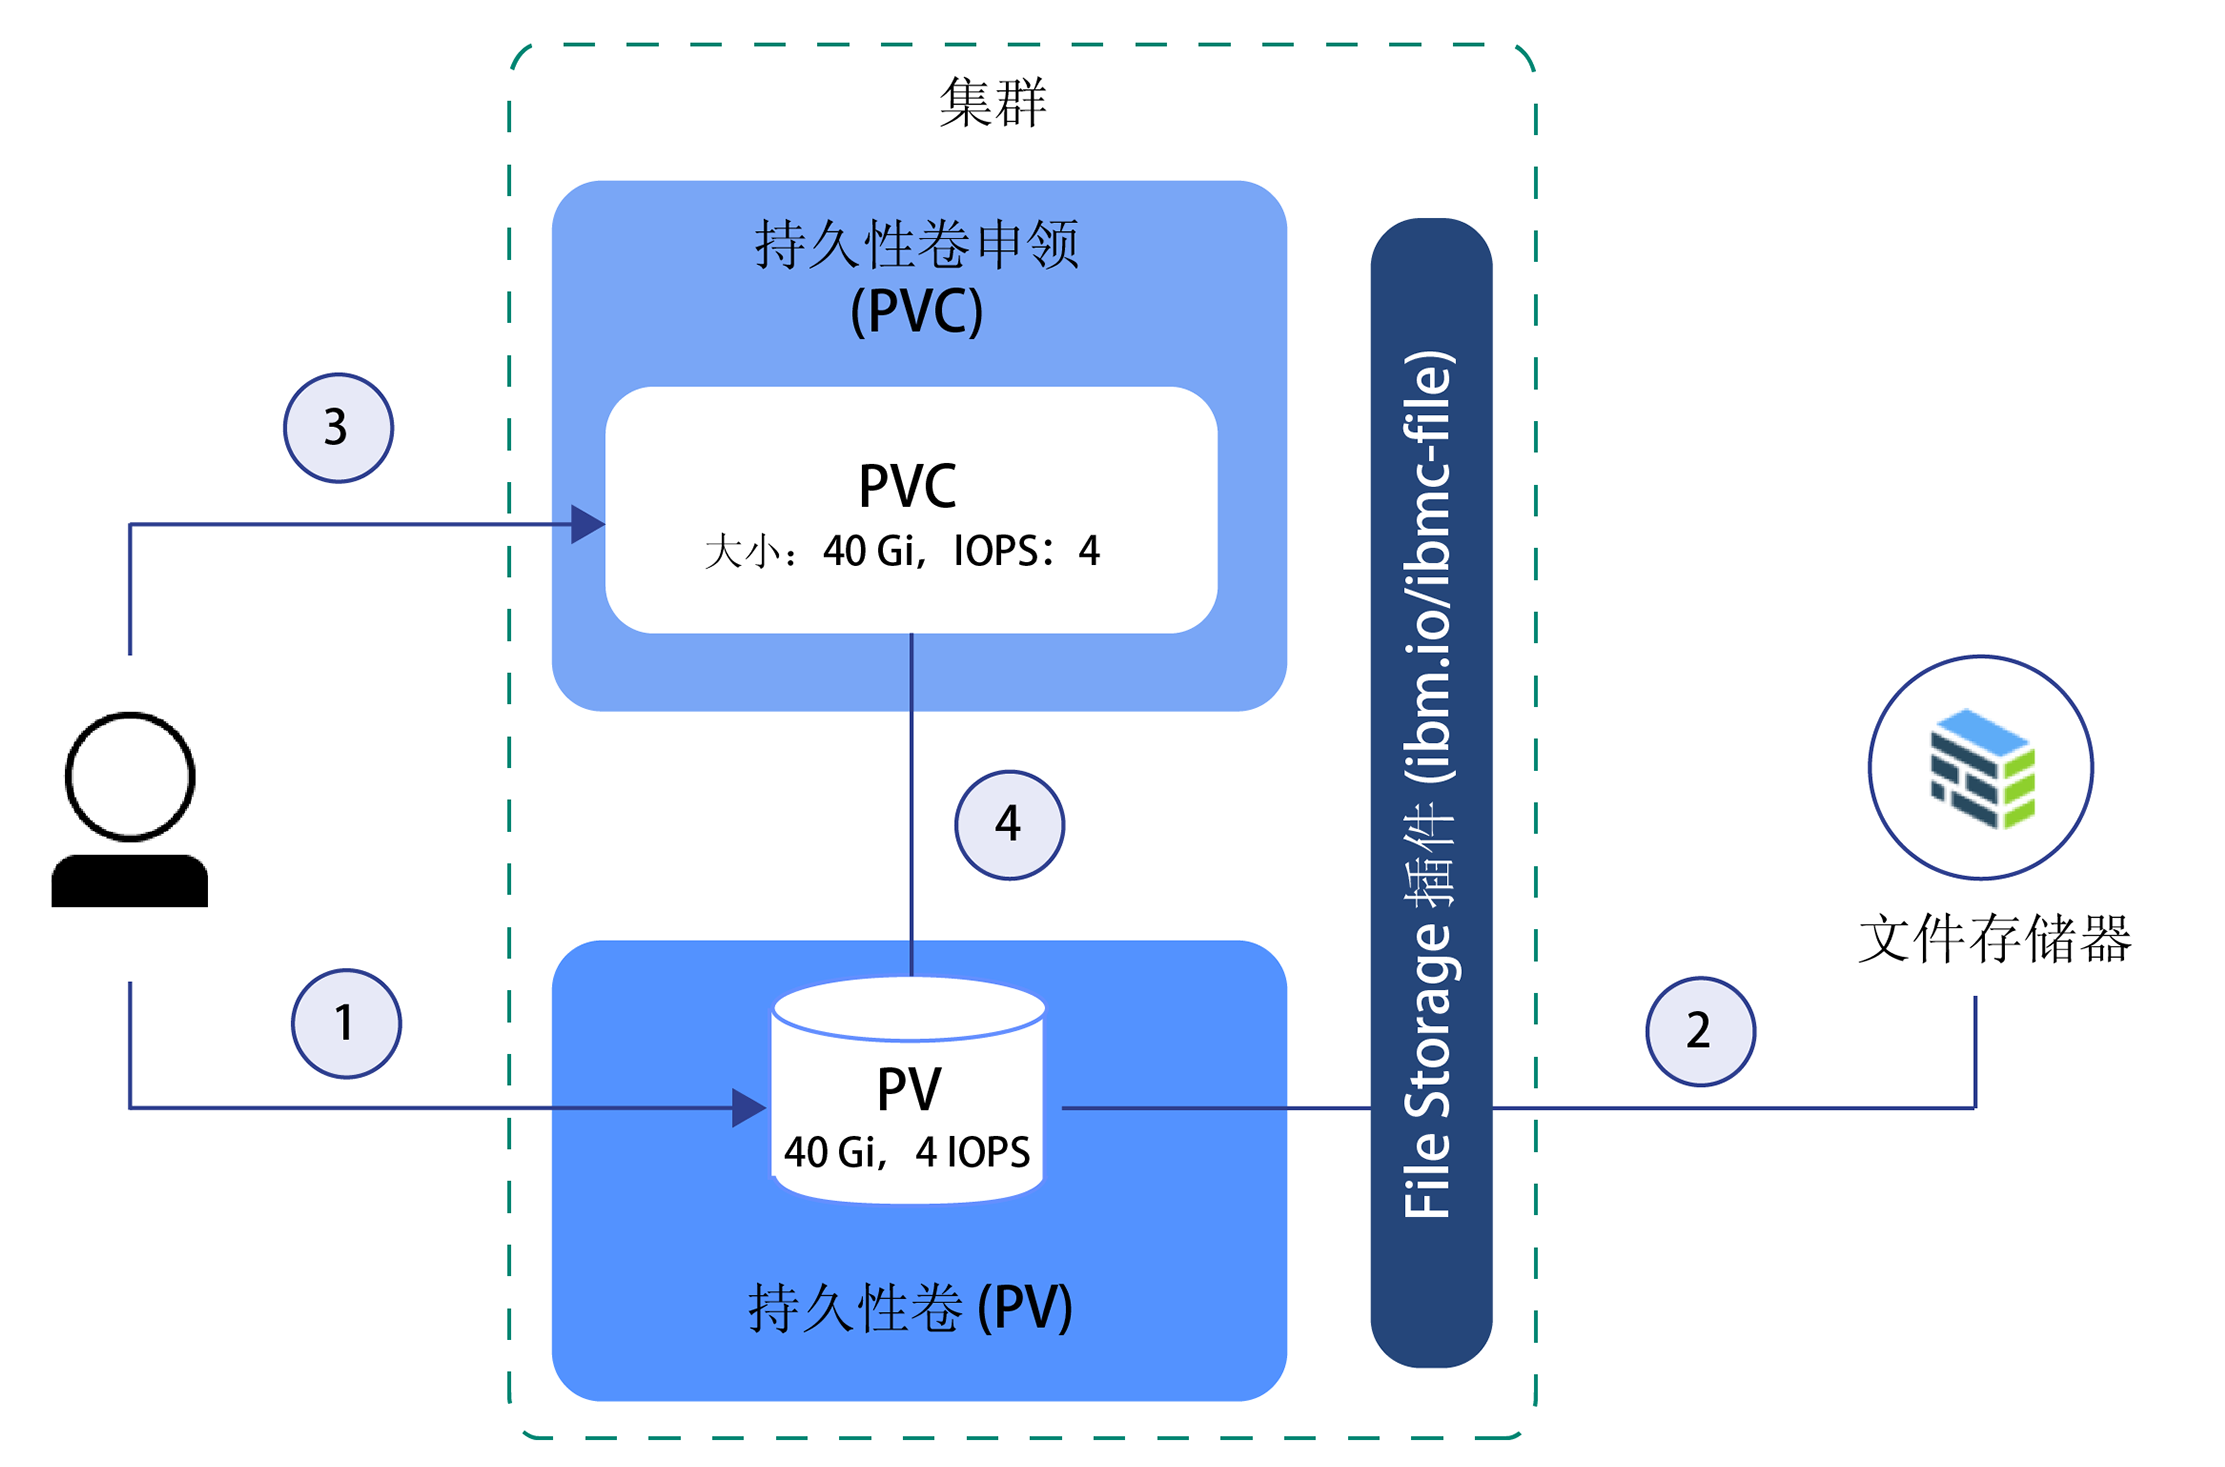 集群
持久性卷申领
(PVC)
3
PVC
大小：40 Gi，IOPS：4
File Storage 插件 (ibm.io/ibmc-file)
4
文件存储器
1
2
PV
40 Gi，4 IOPS
持久性卷 (PV)